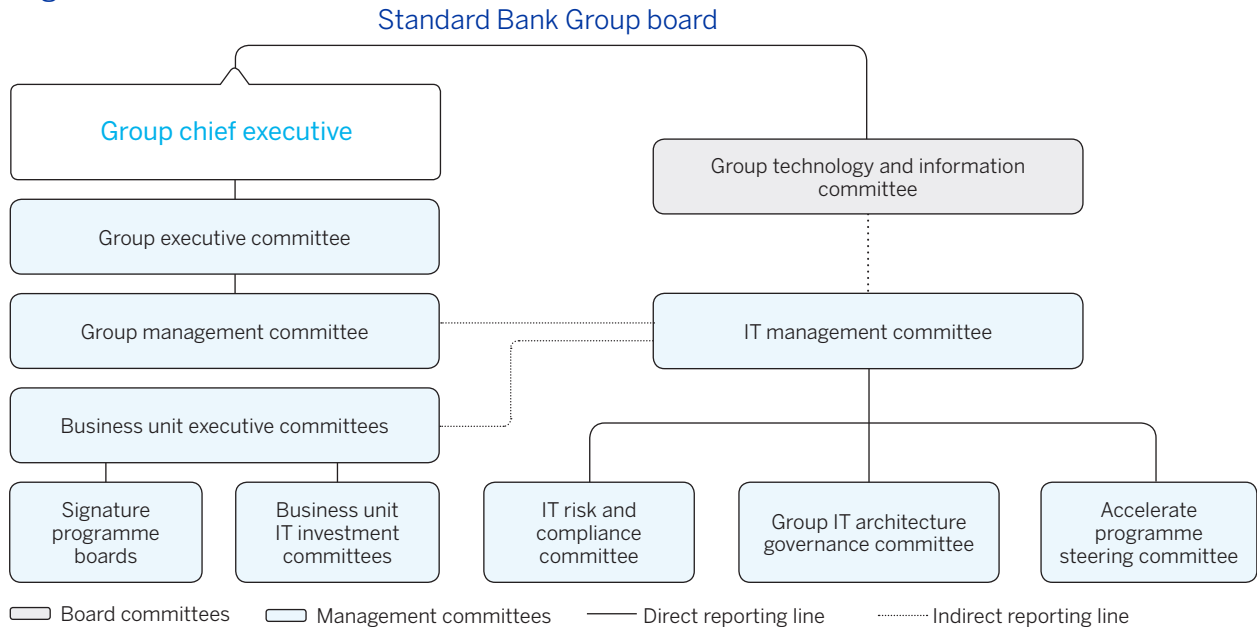 Standard Bank Group board
Group chief executive
Group technology and information
committee
Group executive committee
Group management committee
IT management committee
Business unit executive committees
Signature
programme
boards
Business unit
IT investment
committees
IT risk and
compliance
committee
Group IT architecture
governance committee
Accelerate
programme
steering committee
Board committees
Management committees
Direct reporting line
Indirect reporting line